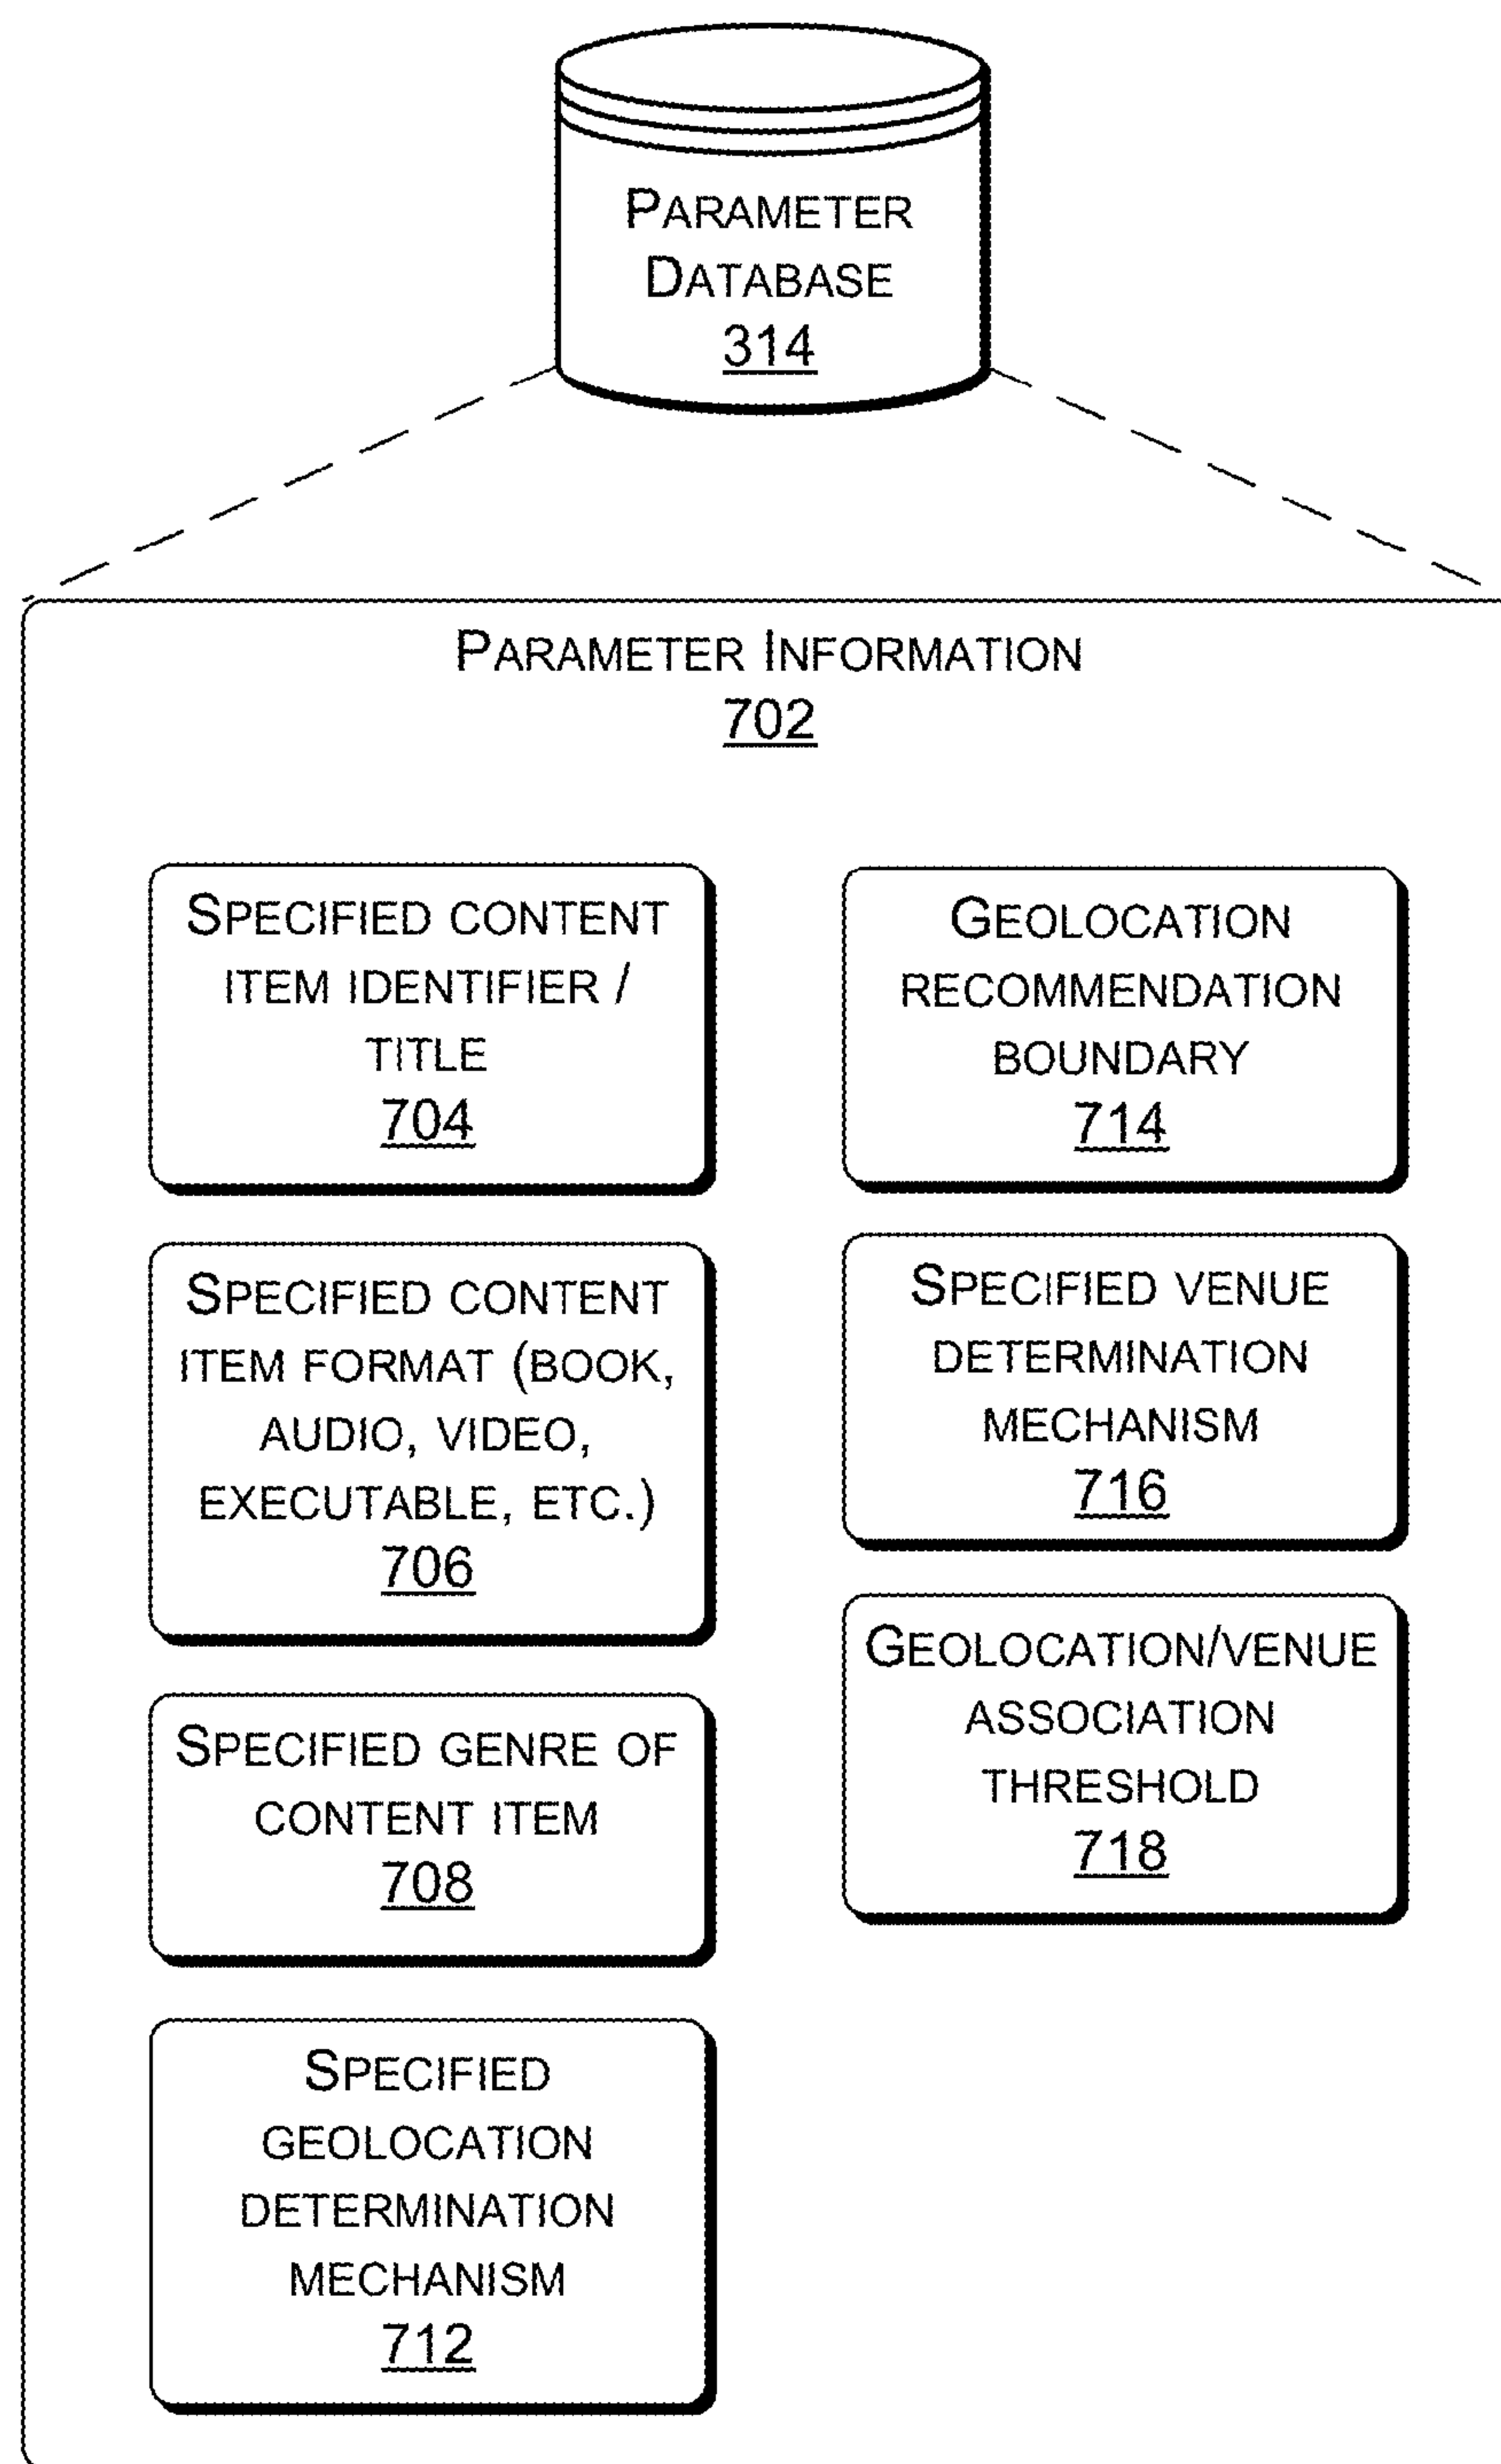 PARAMETER
DATABASE
314
PARAMETER INFORMATION
702
SPECIFIED CONTENT
ITEM IDENTIFIER /
TITLE
704
SPECIFIED CONTENT
ITEM FORMAT (BOOK,
AUDIO, VIDEO,
EXECUTABLE, ETC.)
706
SPECIFIED GENRE OF
CONTENT ITEM
708
SPECIFIED
GEOLOCATION
DETERMINATION
MECHANISM
712
GEOLOCATION
RECOMMENDATION
BOUNDARY
714
SPECIFIED VENUE
DETERMINATION
MECHANISM
716
GEOLOCATION/VENUE
ASSOCIATION
THRESHOLD
718